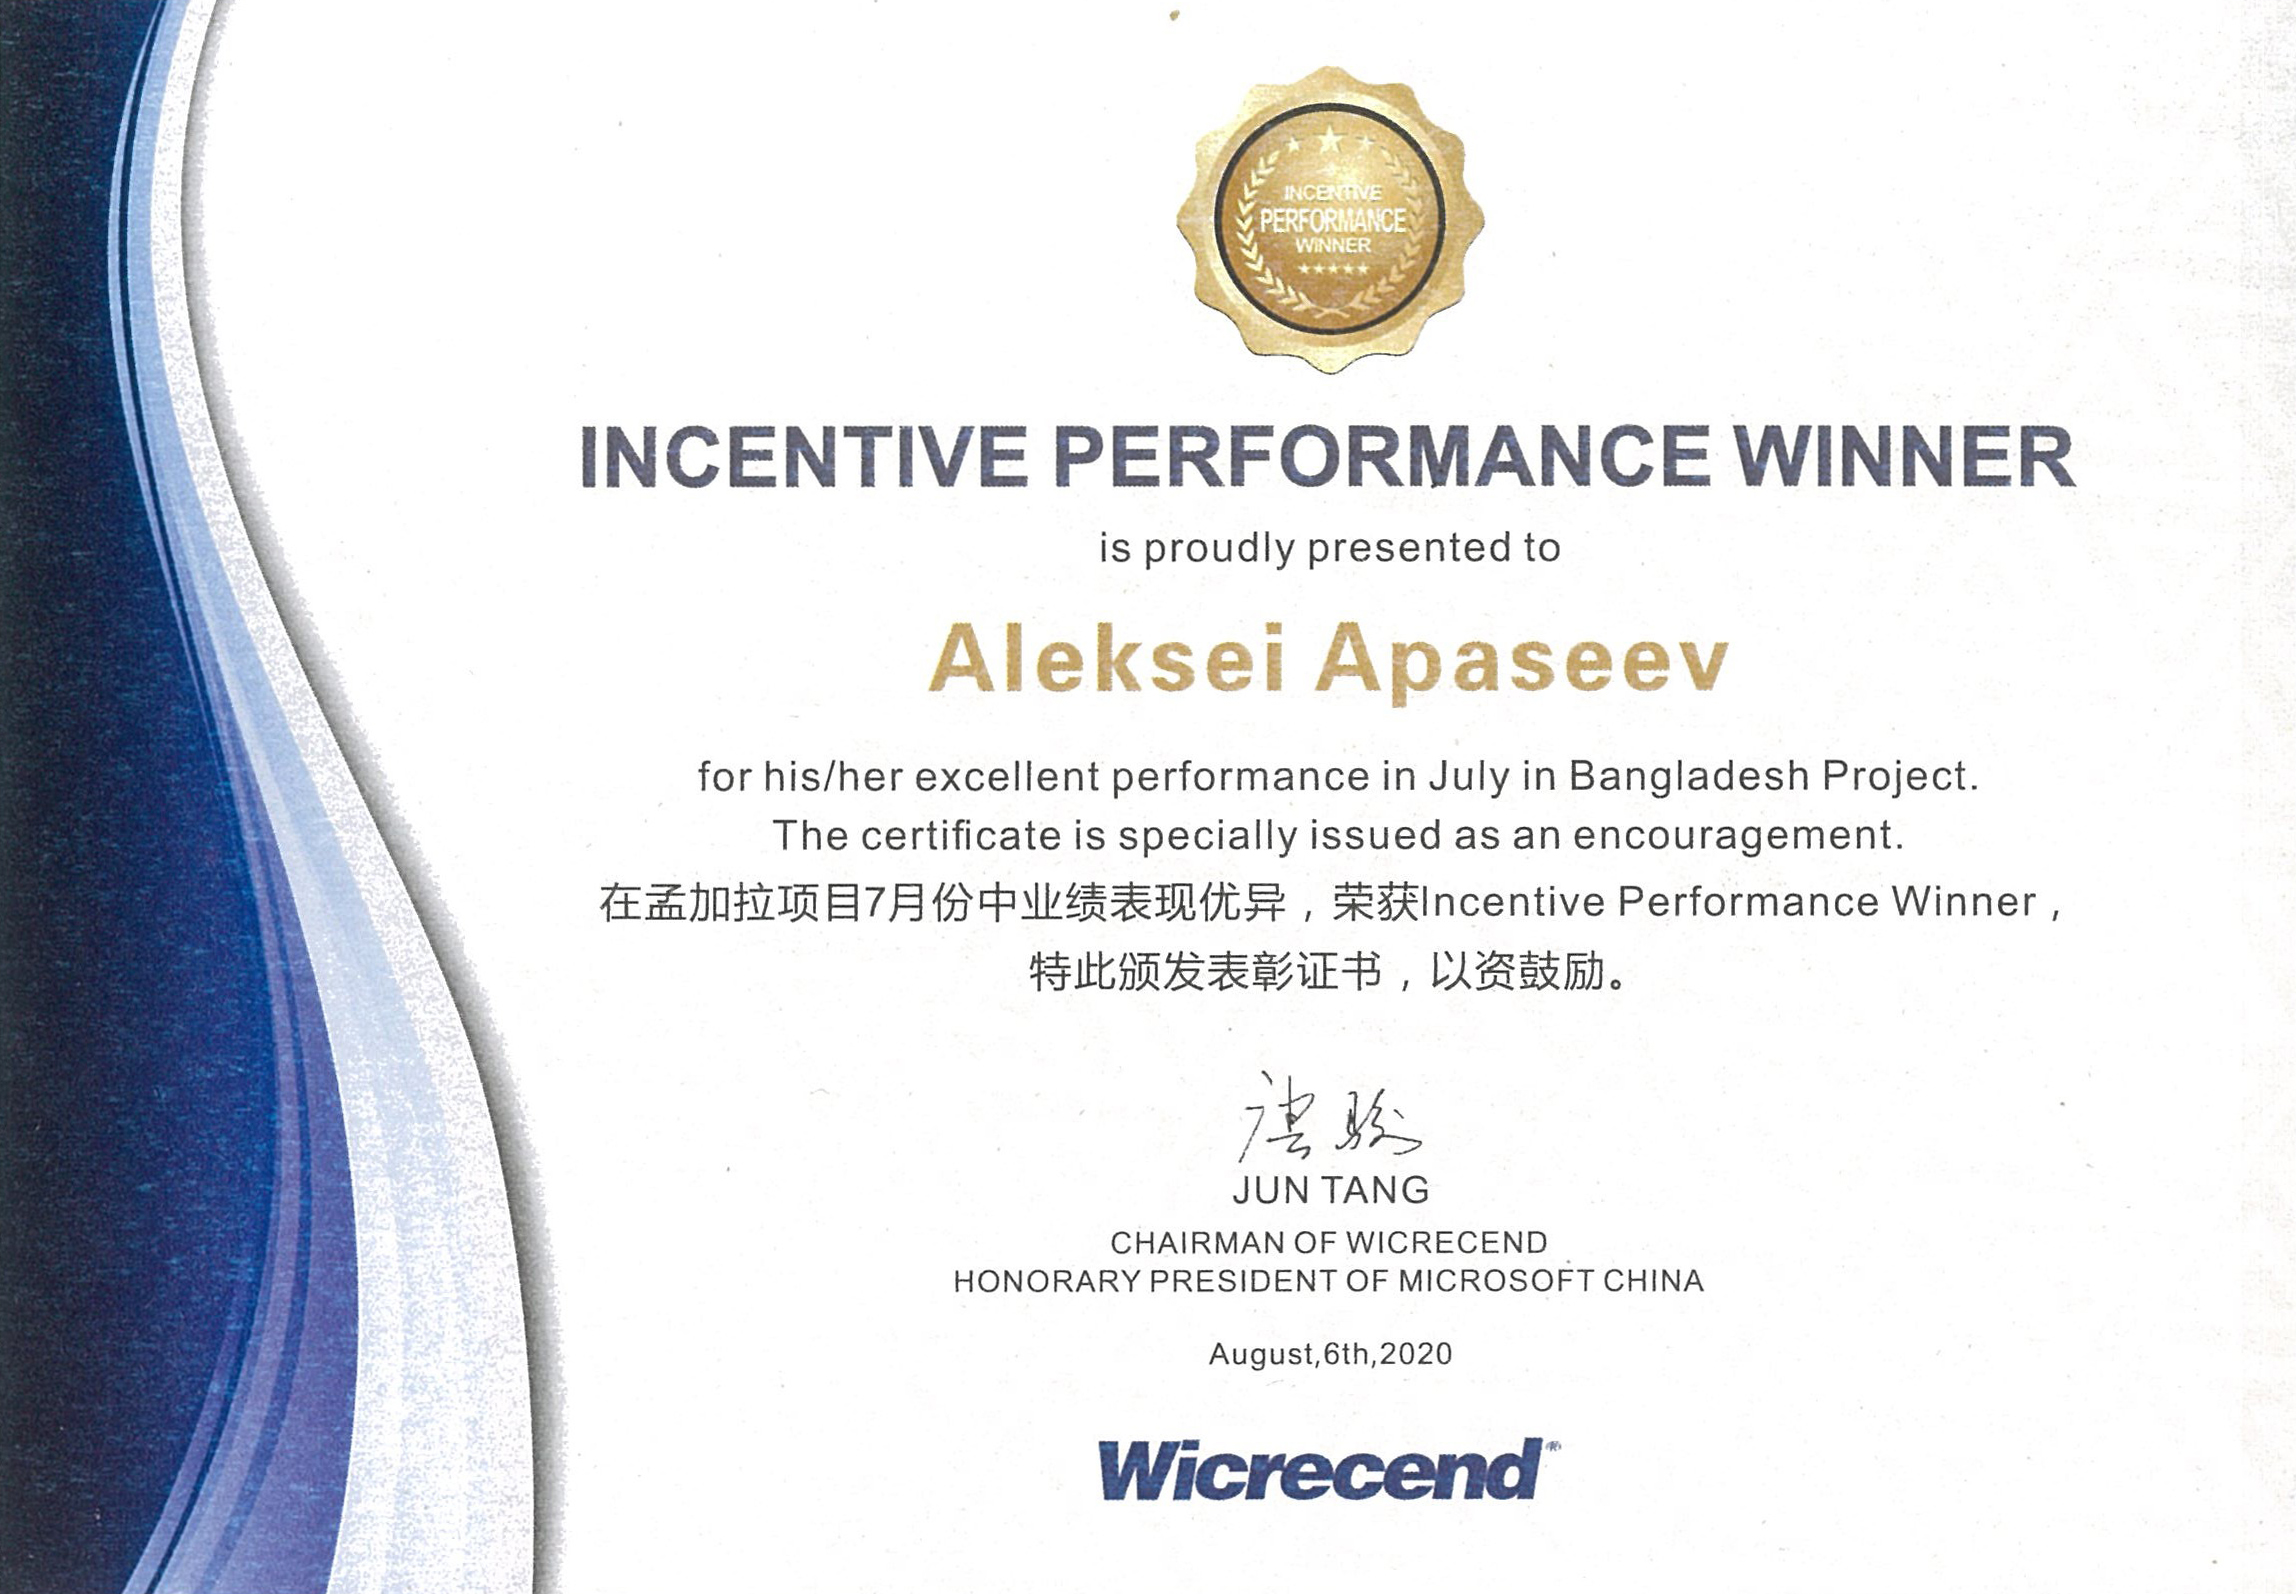 INCENTIVE
PERFORMANCE
WINNER
INCENTIVE PERFORMANCE WINNER
is proudly presented to
Aleksei Apaseev
for his/her excellent performance in July in Bangladesh Project.
The certificate is specially issued as an encouragement.
在孟加拉项目7月份中业绩表现优异，荣获Incentive Performance Winner，
特此颁发表彰证书，以资鼓励。
唐骏
JUN TANG
CHAIRMAN OF WICRECEND
HONORARY PRESIDENT OF MICROSOFT CHINA
August,6th,2020
Wicrecend®